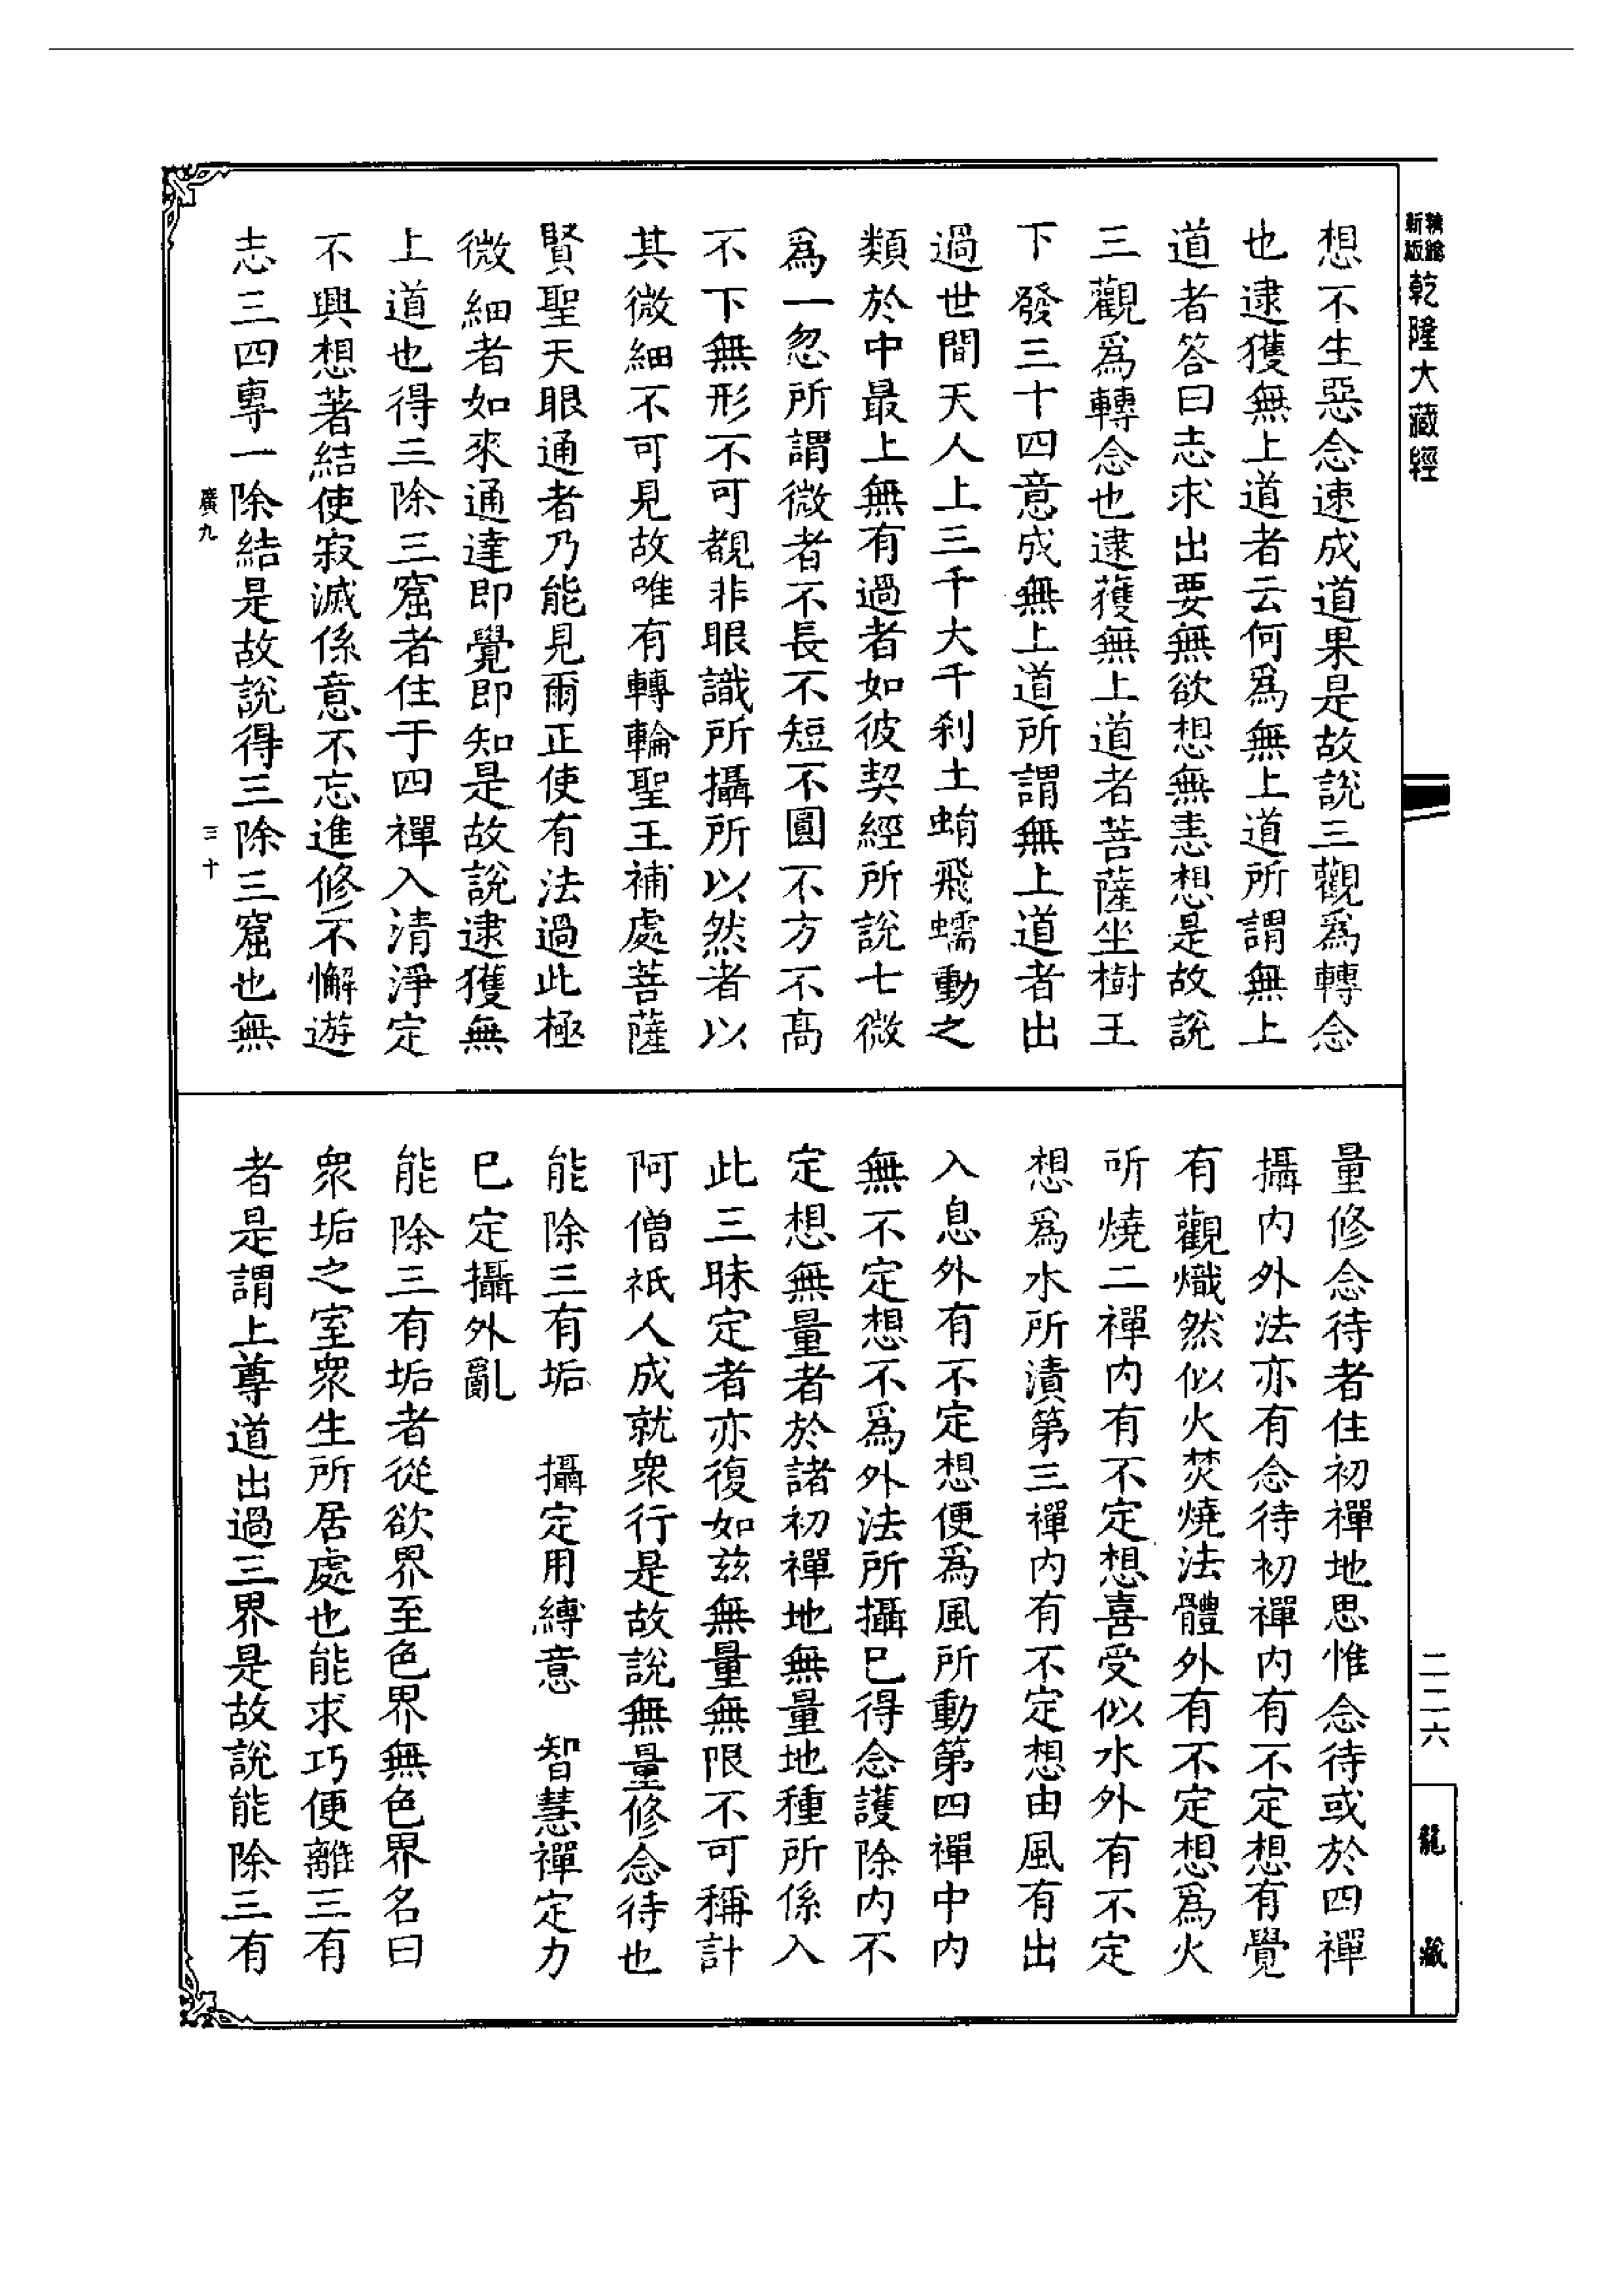 新版精縮乾隆大藏經
想不生惡念速成道果是故說三觀為轉念
也逮獲無上道者云何為無上道所謂無上
道者答曰志求出要無欲想無恚想是故說
三觀為轉念也逮獲無上道者菩薩坐樹王
下發三十四意成無上道所謂無上道者出
過世間天人上三千大千剎土蛸飛蠕動之
類於中最上無有過者如彼契經所說七微
為一忽所謂微者不長不短不圓不方不高
不下無形不可覩非眼識所攝所以然者以
其微細不可見故唯有轉輪聖王補處菩薩
賢聖天眼通者乃能見爾正使有法過此極
微細者如來通達即覺即知是故說逮獲無
上道也得三除三窟者住于四禪入清淨定
不興想著結使寂滅係意不忘進修不懈遊
志三四專一除結是故說得三除三窟也無
廣九 三十
量修念待者住初禪地思惟念待或於四禪
攝內外法亦有念待初禪內有不定想有覺
有觀熾然似火焚燒法體外有不定想為火
所燒二禪內有不定想喜受似水外有不定
想為水所漬第三禪內有不定想由風有出
入息外有不定想便為風所動第四禪中內
無不定想不為外法所攝已得念護除內不
定想無量者於諸初禪地無量地種所係入
此三昧定者亦復如茲無量無限不可稱計
阿僧祇人成就眾行是故說無量修念待也
能除三有垢　攝定用縛意　智慧禪定力
已定攝外亂
能除三有垢者從欲界至色界無色界名曰
眾垢之室眾生所居處也能求巧便離三有
者是謂上尊道出過三界是故說能除三有
二二六
龍藏